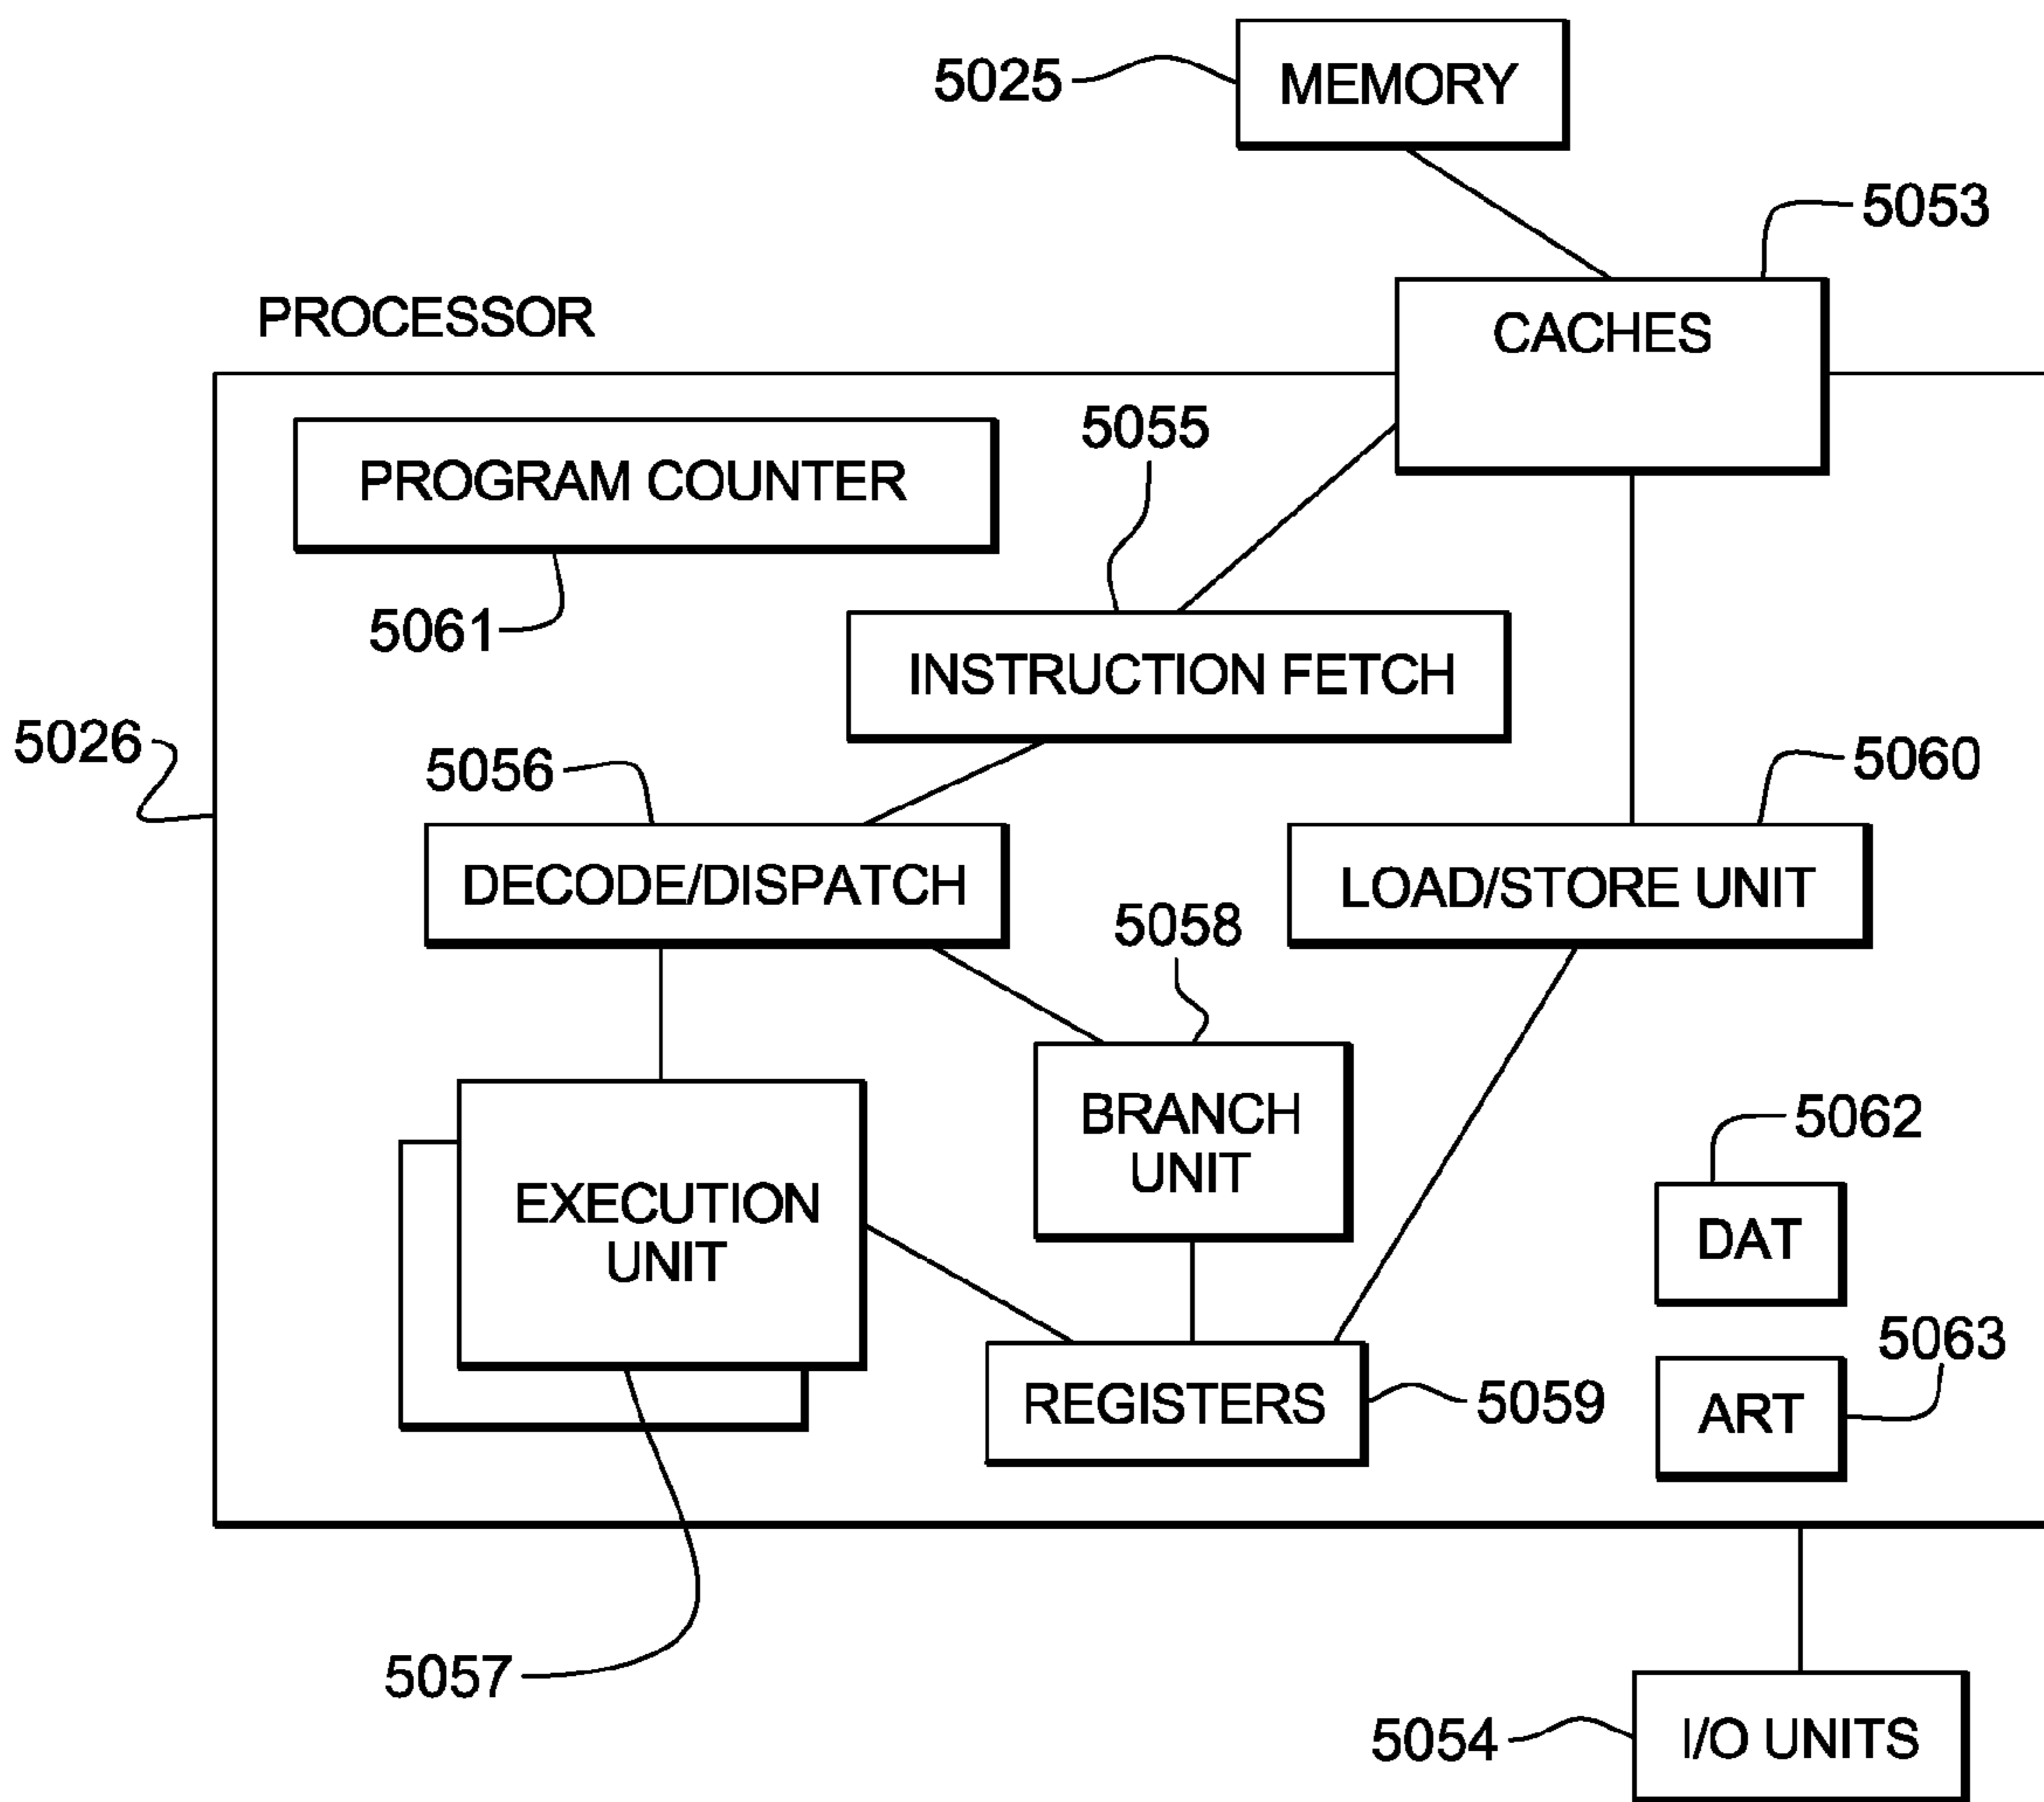 5025
MEMORY
5053
PROCESSOR
CACHES
5055
PROGRAM COUNTER
5061
INSTRUCTION FETCH
5026
5056
5060
DECODE/DISPATCH
LOAD/STORE UNIT
5058
BRANCH
UNIT
5062
EXECUTION
UNIT
DAT
5063
REGISTERS
5059
ART
5057
5054
I/O UNITS